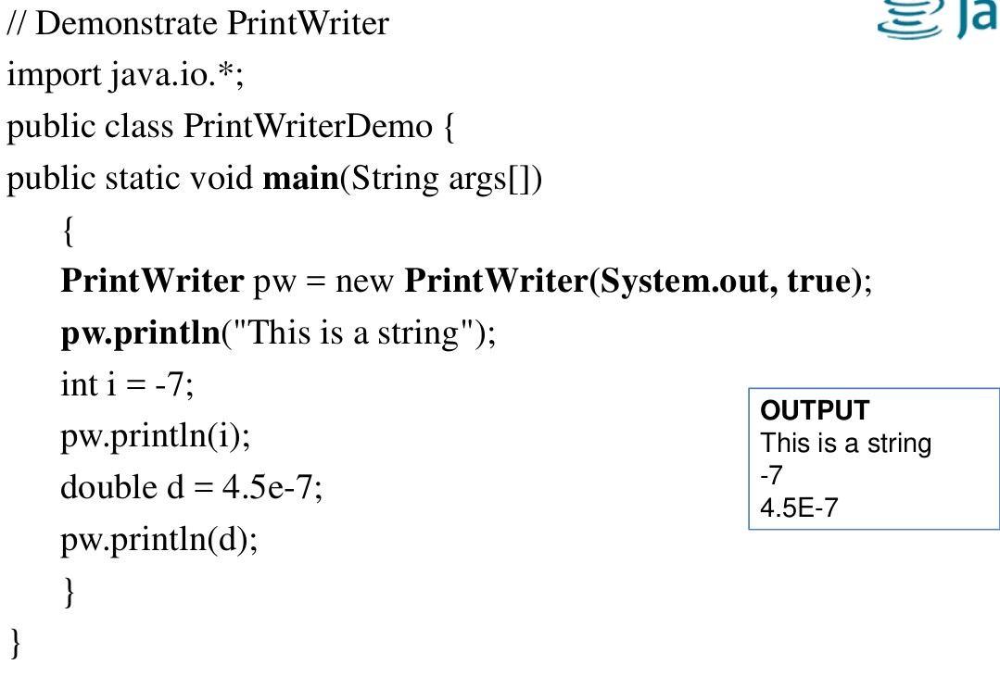 // Demonstrate PrintWriter
Ja
import java.io.*;
public class PrintWriterDemo {
public static void main(String args[])
{
PrintWriter pw = new PrintWriter(System.out, true);
pw.println("This is a string");
int i = -7;
pw.println(i);
double d = 4.5e-7;
pw.println(d);
}
}
OUTPUT
This is a string
-7
4.5E-7